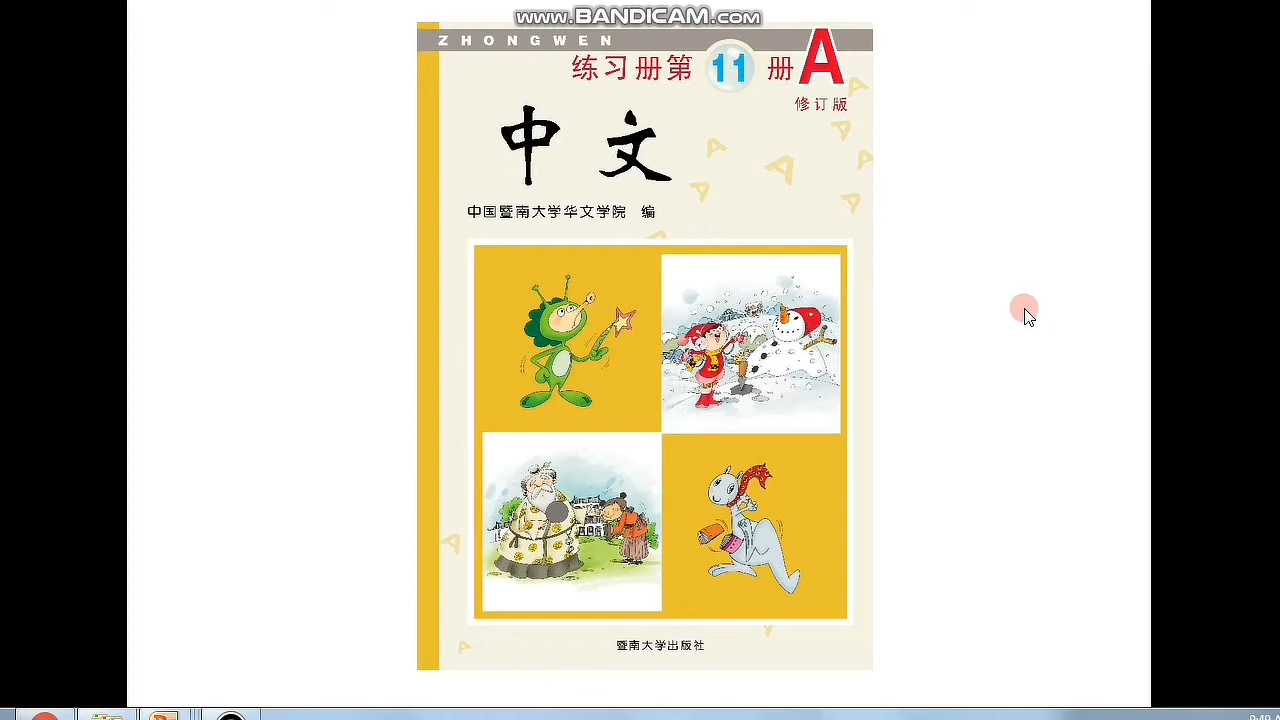 www.BANDICAM.com
ZHONGWEN
练习册第 11 册 A
修订版
中文
中国暨南大学华文学院 编
暨南大学出版社